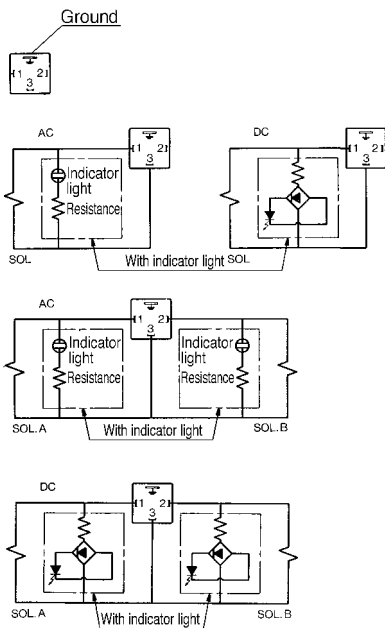 Ground
1 2
3
AC DC
1 2 1 2
3 3
Indicator
light
Resistance
SOL With indicator light SOL
AC
1 2
3
Indicator Indicator
light light
Resistance Resistance
SOL. A With indicator light SOL. B
DC
1 2
3
SOL. A With indicator light SOL. B